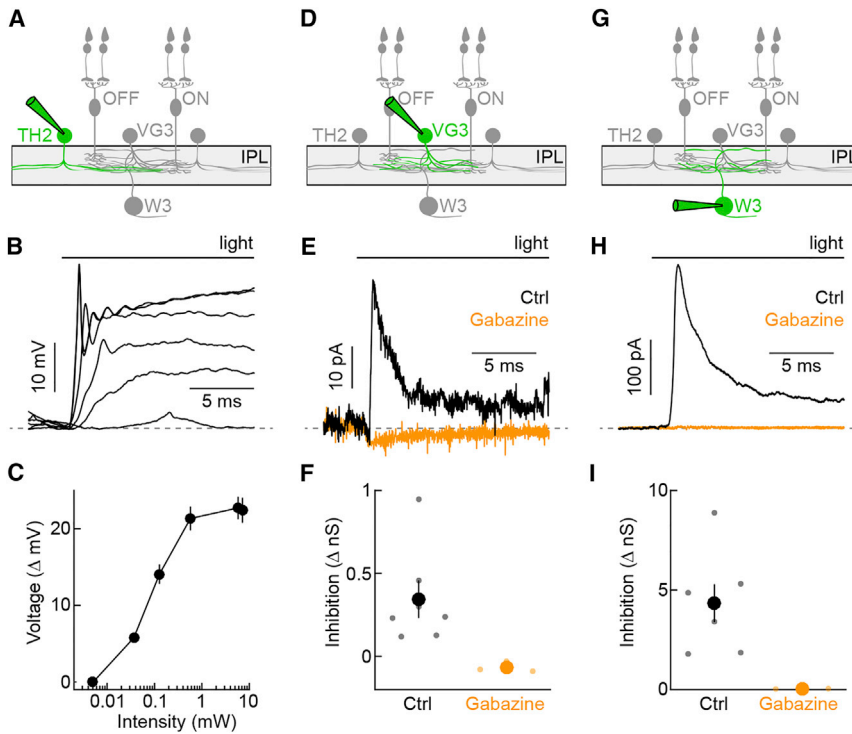 A
D
G
OFF
ON
TH2
VG3
IPL
W3
OFF
ON
TH2
VG3
IPL
W3
OFF
ON
TH2
VG3
IPL
W3
B
light
10 mV
5 ms
E
light
Ctrl
Gabazine
10 pA
5 ms
H
light
Ctrl
Gabazine
100 pA
5 ms
C
Voltage (Δ mV)
20
10
0
0.01
0.1
1
10
Intensity (mW)
F
Inhibition (Δ nS)
1
0.5
0
Ctrl
Gabazine
I
Inhibition (Δ nS)
10
5
0
Ctrl
Gabazine